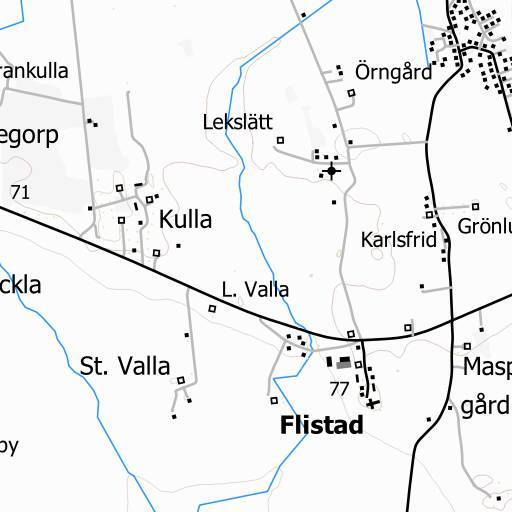 rankulla
Örngård
Lekslätt
egorp
71
Kulla
Grönlu
Karlsfrid
ckla
L. Valla
St. Valla
Masp
gård
77
Flistad
by